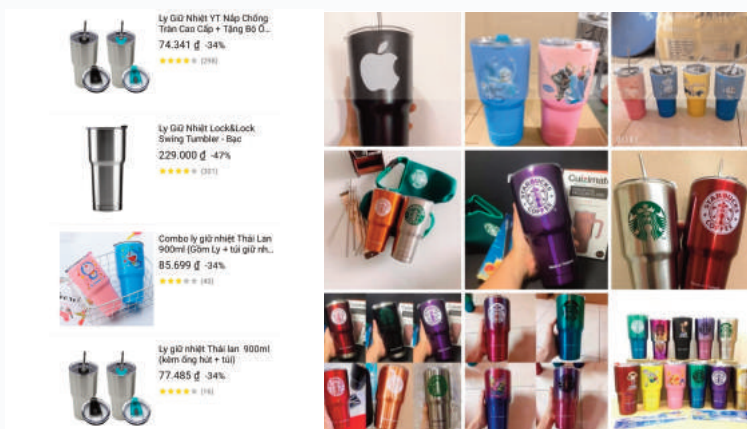 Ly Giữ Nhiệt YT Nắp Chống
Tràn Cao Cấp + Tặng Bộ Ố...
74.341 ₫ -34%
(298)
Ly Giữ Nhiệt Lock&Lock
Swing Tumbler - Bạc
229.000 ₫ -47%
(321)
Combo ly giữ nhiệt Thái Lan
900ml (Gồm Ly + túi giữ nh...
85.699 ₫ -34%
(45)
Ly giữ nhiệt Thái lan 900ml
(kèm ống hút + túi)
77.485 ₫ -34%
(16)
STARBUCKS
COFFEE
Cuizimate
STARBUCKS
COFFEE